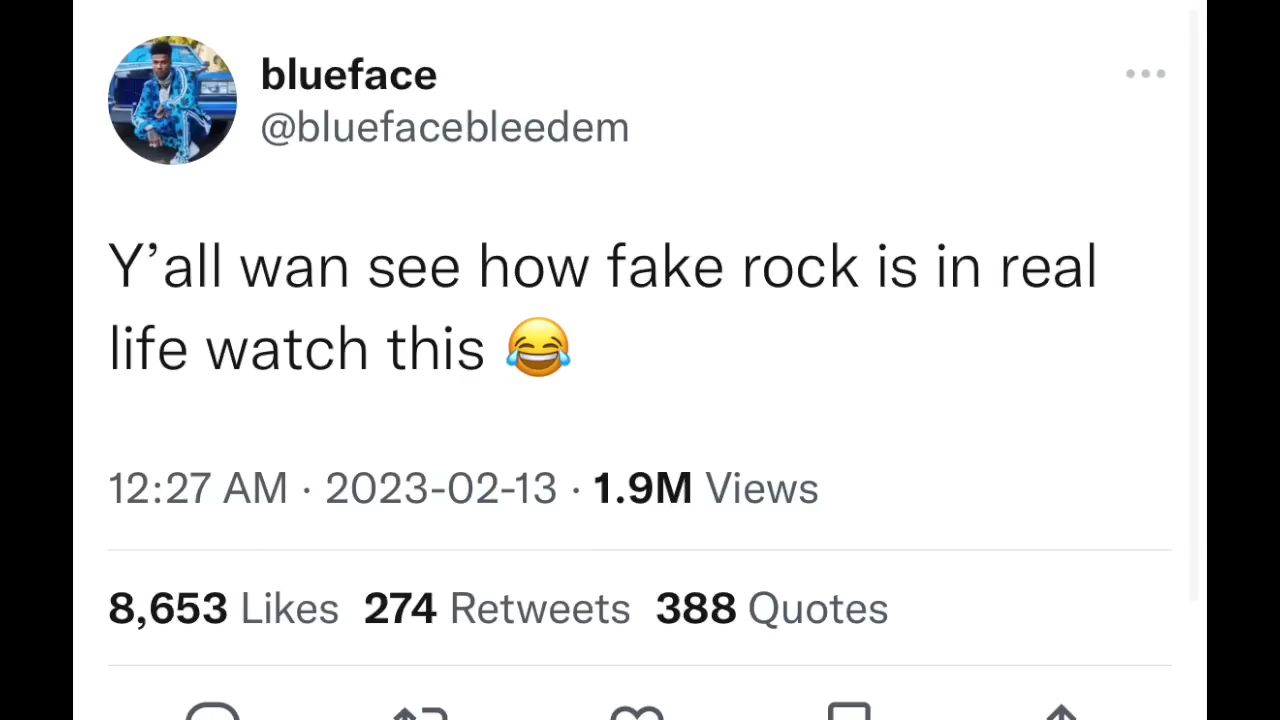 blueface
@bluefacebleedem
Y’all wan see how fake rock is in real
life watch this 😂
12:27 AM · 2023-02-13 · 1.9M Views
8,653 Likes 274 Retweets 388 Quotes